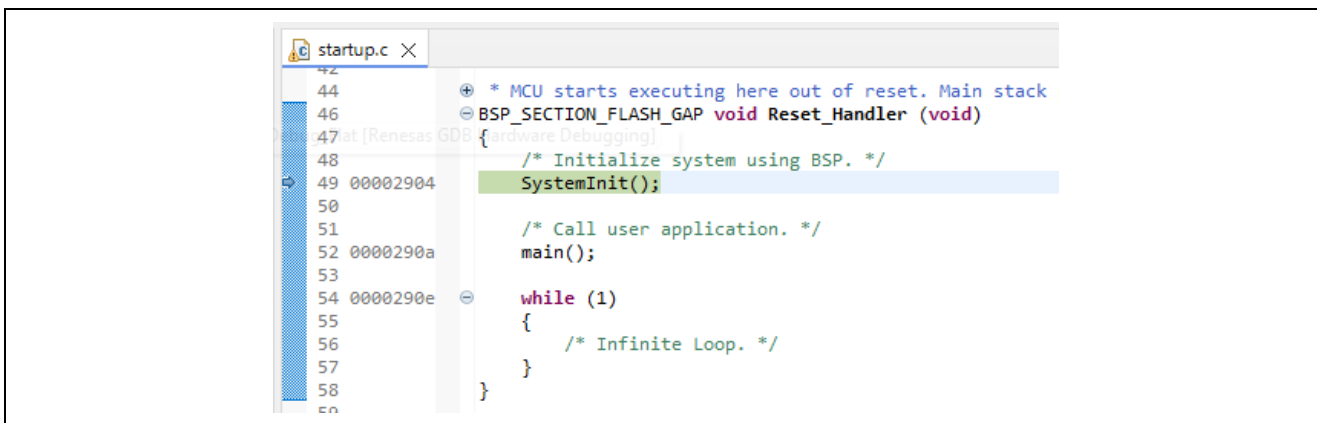 startup.c
42
44 * MCU starts executing here out of reset. Main stack
46 BSP_SECTION_FLASH_GAP void Reset_Handler (void)
47 {
48 /* Initialize system using BSP. */
49 00002904 SystemInit();
50
51 /* Call user application. */
52 0000290a main();
53
54 0000290e while (1)
55 {
56 /* Infinite Loop. */
57 }
58 }
59